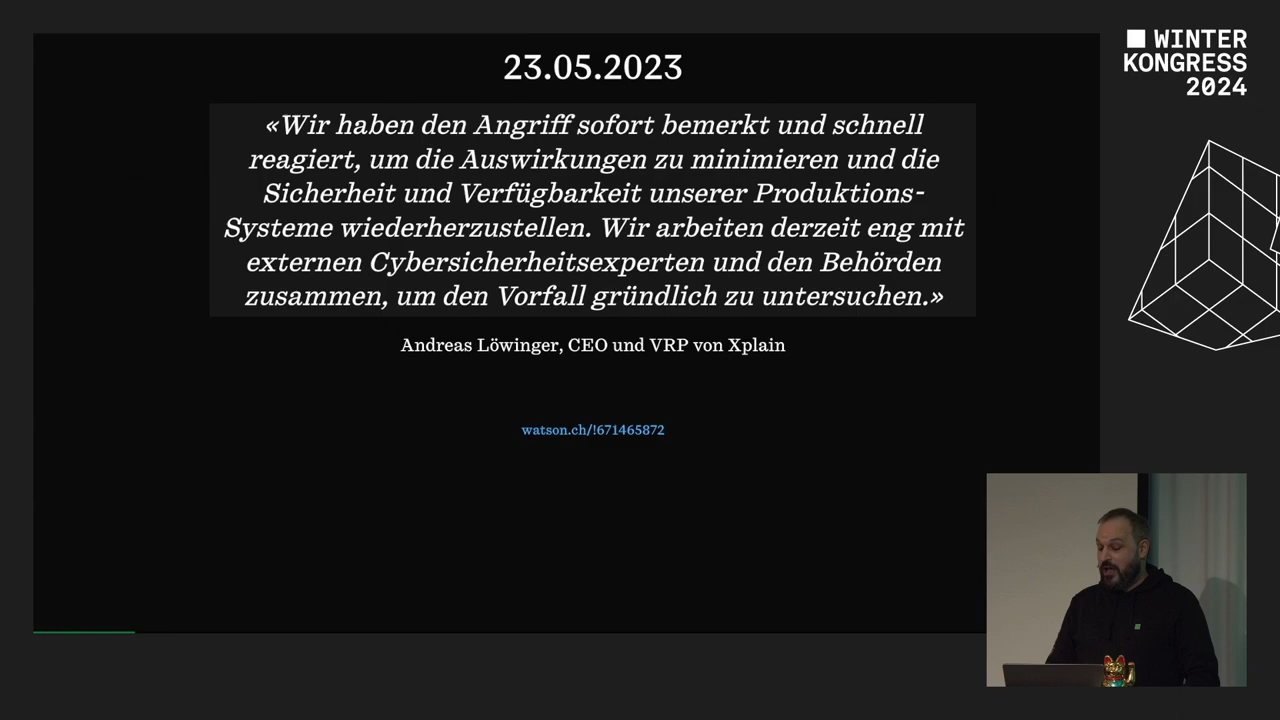 23.05.2023
«Wir haben den Angriff sofort bemerkt und schnell
reagiert, um die Auswirkungen zu minimieren und die
Sicherheit und Verfügbarkeit unserer Produktions-
Systeme wiederherzustellen. Wir arbeiten derzeit eng mit
externen Cybersicherheitsexperten und den Behörden
zusammen, um den Vorfall gründlich zu untersuchen.»
Andreas Löwinger, CEO und VRP von Xplain
watson.ch/!671465872
WINTER
KONGRESS
2024